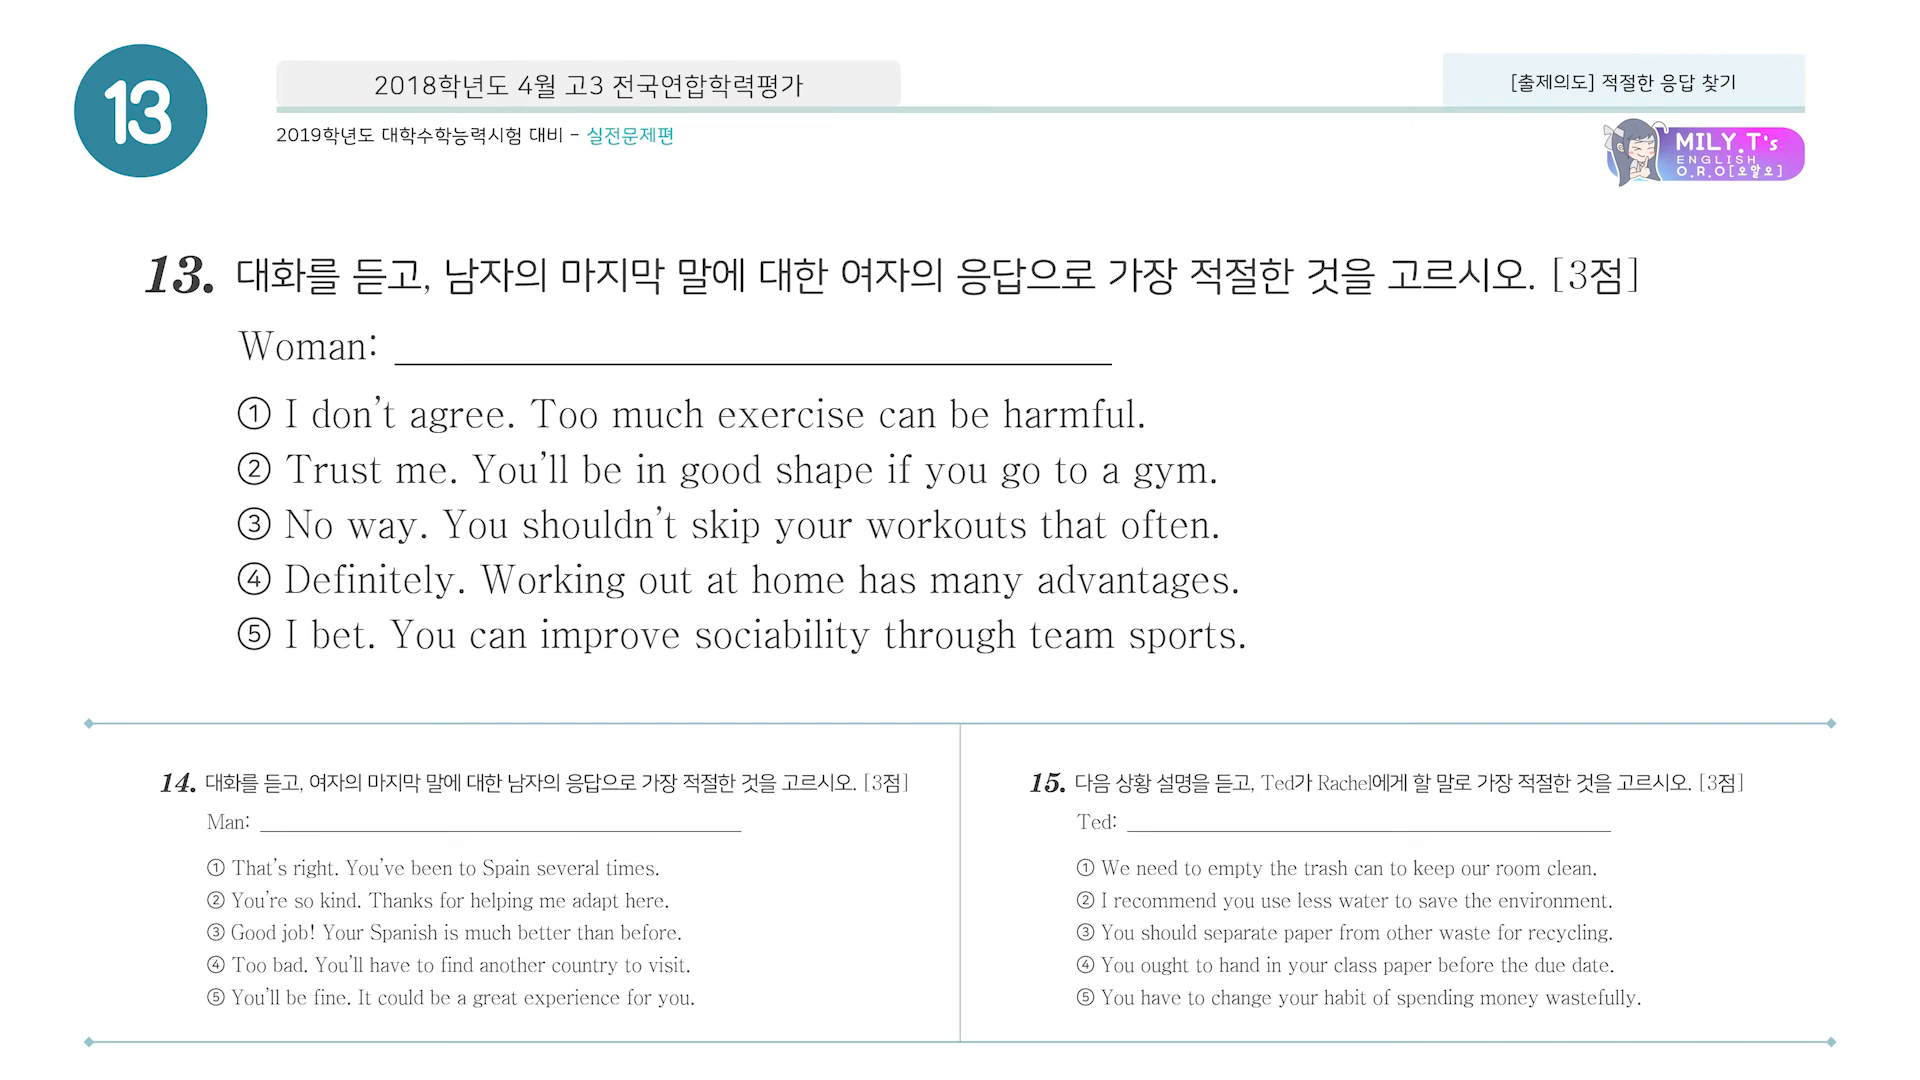 13
2018학년도 4월 고3 전국연합학력평가
[출제의도] 적절한 응답 찾기
2019학년도 대학수학능력시험 대비 - 실전문제편
MILY.T's
ENGLISH
O.R.O[오알오]
13. 대화를 듣고, 남자의 마지막 말에 대한 여자의 응답으로 가장 적절한 것을 고르시오. [3점]
Woman:
① I don't agree. Too much exercise can be harmful.
② Trust me. You'll be in good shape if you go to a gym.
③ No way. You shouldn't skip your workouts that often.
④ Definitely. Working out at home has many advantages.
⑤ I bet. You can improve sociability through team sports.
14. 대화를 듣고, 여자의 마지막 말에 대한 남자의 응답으로 가장 적절한 것을 고르시오. [3점]
Man:
① That's right. You've been to Spain several times.
② You're so kind. Thanks for helping me adapt here.
③ Good job! Your Spanish is much better than before.
④ Too bad. You'll have to find another country to visit.
⑤ You'll be fine. It could be a great experience for you.
15. 다음 상황 설명을 듣고, Ted가 Rachel에게 할 말로 가장 적절한 것을 고르시오. [3점]
Ted:
① We need to empty the trash can to keep our room clean.
② I recommend you use less water to save the environment.
③ You should separate paper from other waste for recycling.
④ You ought to hand in your class paper before the due date.
⑤ You have to change your habit of spending money wastefully.